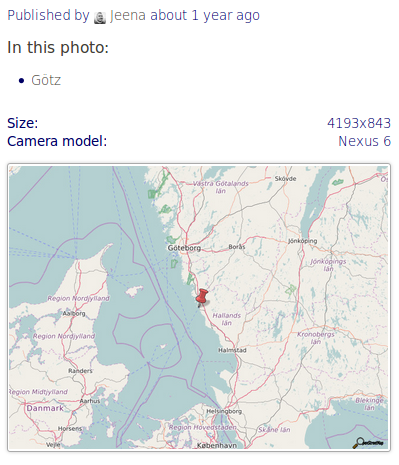 Published by Jeena about 1 year ago
In this photo:
Götz
Size: 4193x843
Camera model: Nexus 6
Skövde
Västra Götalands
län
Göteborg
Borås
Jönköping
Jönköpings
län
Region Nordjylland
Aalborg
Region Nordjylland
Hallands
län
Kronobergs
län
Halmstad
Randers
Region Midtjylland
Aarhus
Danmark
Horsens
Vejle
Helsingborg
Region Hovedstaden
København
Skåne län
Blekinge
län